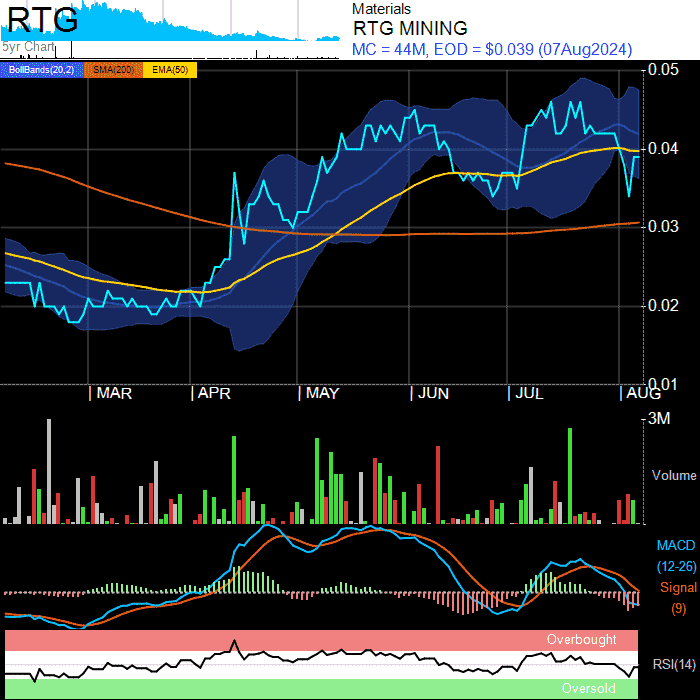 RTG
5yr Chart
Materials
RTG MINING
MC = 44M, EOD = $0.039 (07Aug2024)
BollBands(20,2) SMA(200) EMA(50)
0.05
0.04
0.03
0.02
0.01
| MAR | APR | MAY | JUN | JUL | AUG
3M
Volume
MACD
(12-26)
Signal
(9)
Overbought
RSI(14)
Oversold